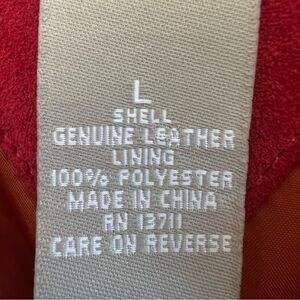 L
SHELL
GENUINE LEATHER
LINING
100% POLYESTER
MADE IN CHINA
RN 13711
CARE ON REVERSE